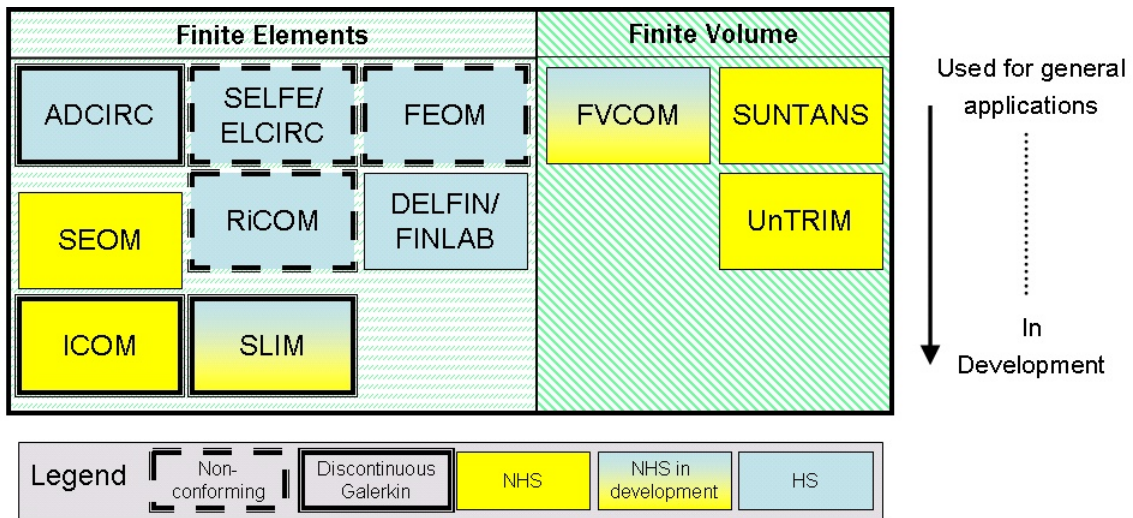 Finite Elements
Finite Volume
ADCIRC
SELFE/
ELCIRC
FEOM
FVCOM
SUNTANS
SEOM
RiCOM
DELFIN/
FINLAB
UnTRIM
ICOM
SLIM
Used for general
applications
In
Development
Legend
Non-
conforming
Discontinuous
Galerkin
NHS
NHS in
development
HS